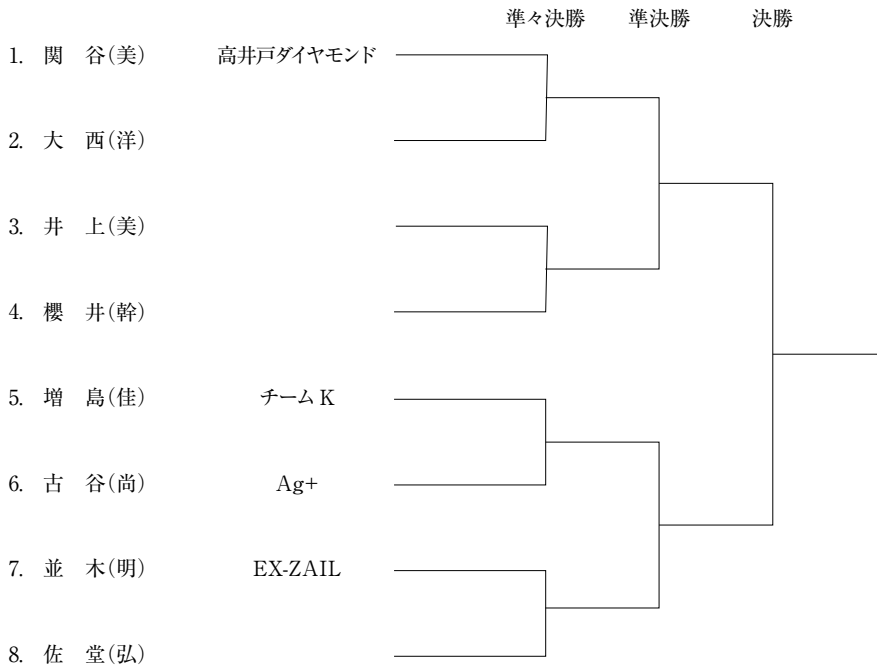 準々決勝 準決勝 決勝
1. 関 谷(美) 高井戸ダイヤモンド
2. 大 西(洋)
3. 井 上(美)
4. 櫻 井(幹)
5. 増 島(佳) チーム K
6. 古 谷(尚) Ag+
7. 並 木(明) EX-ZAIL
8. 佐 堂(弘)